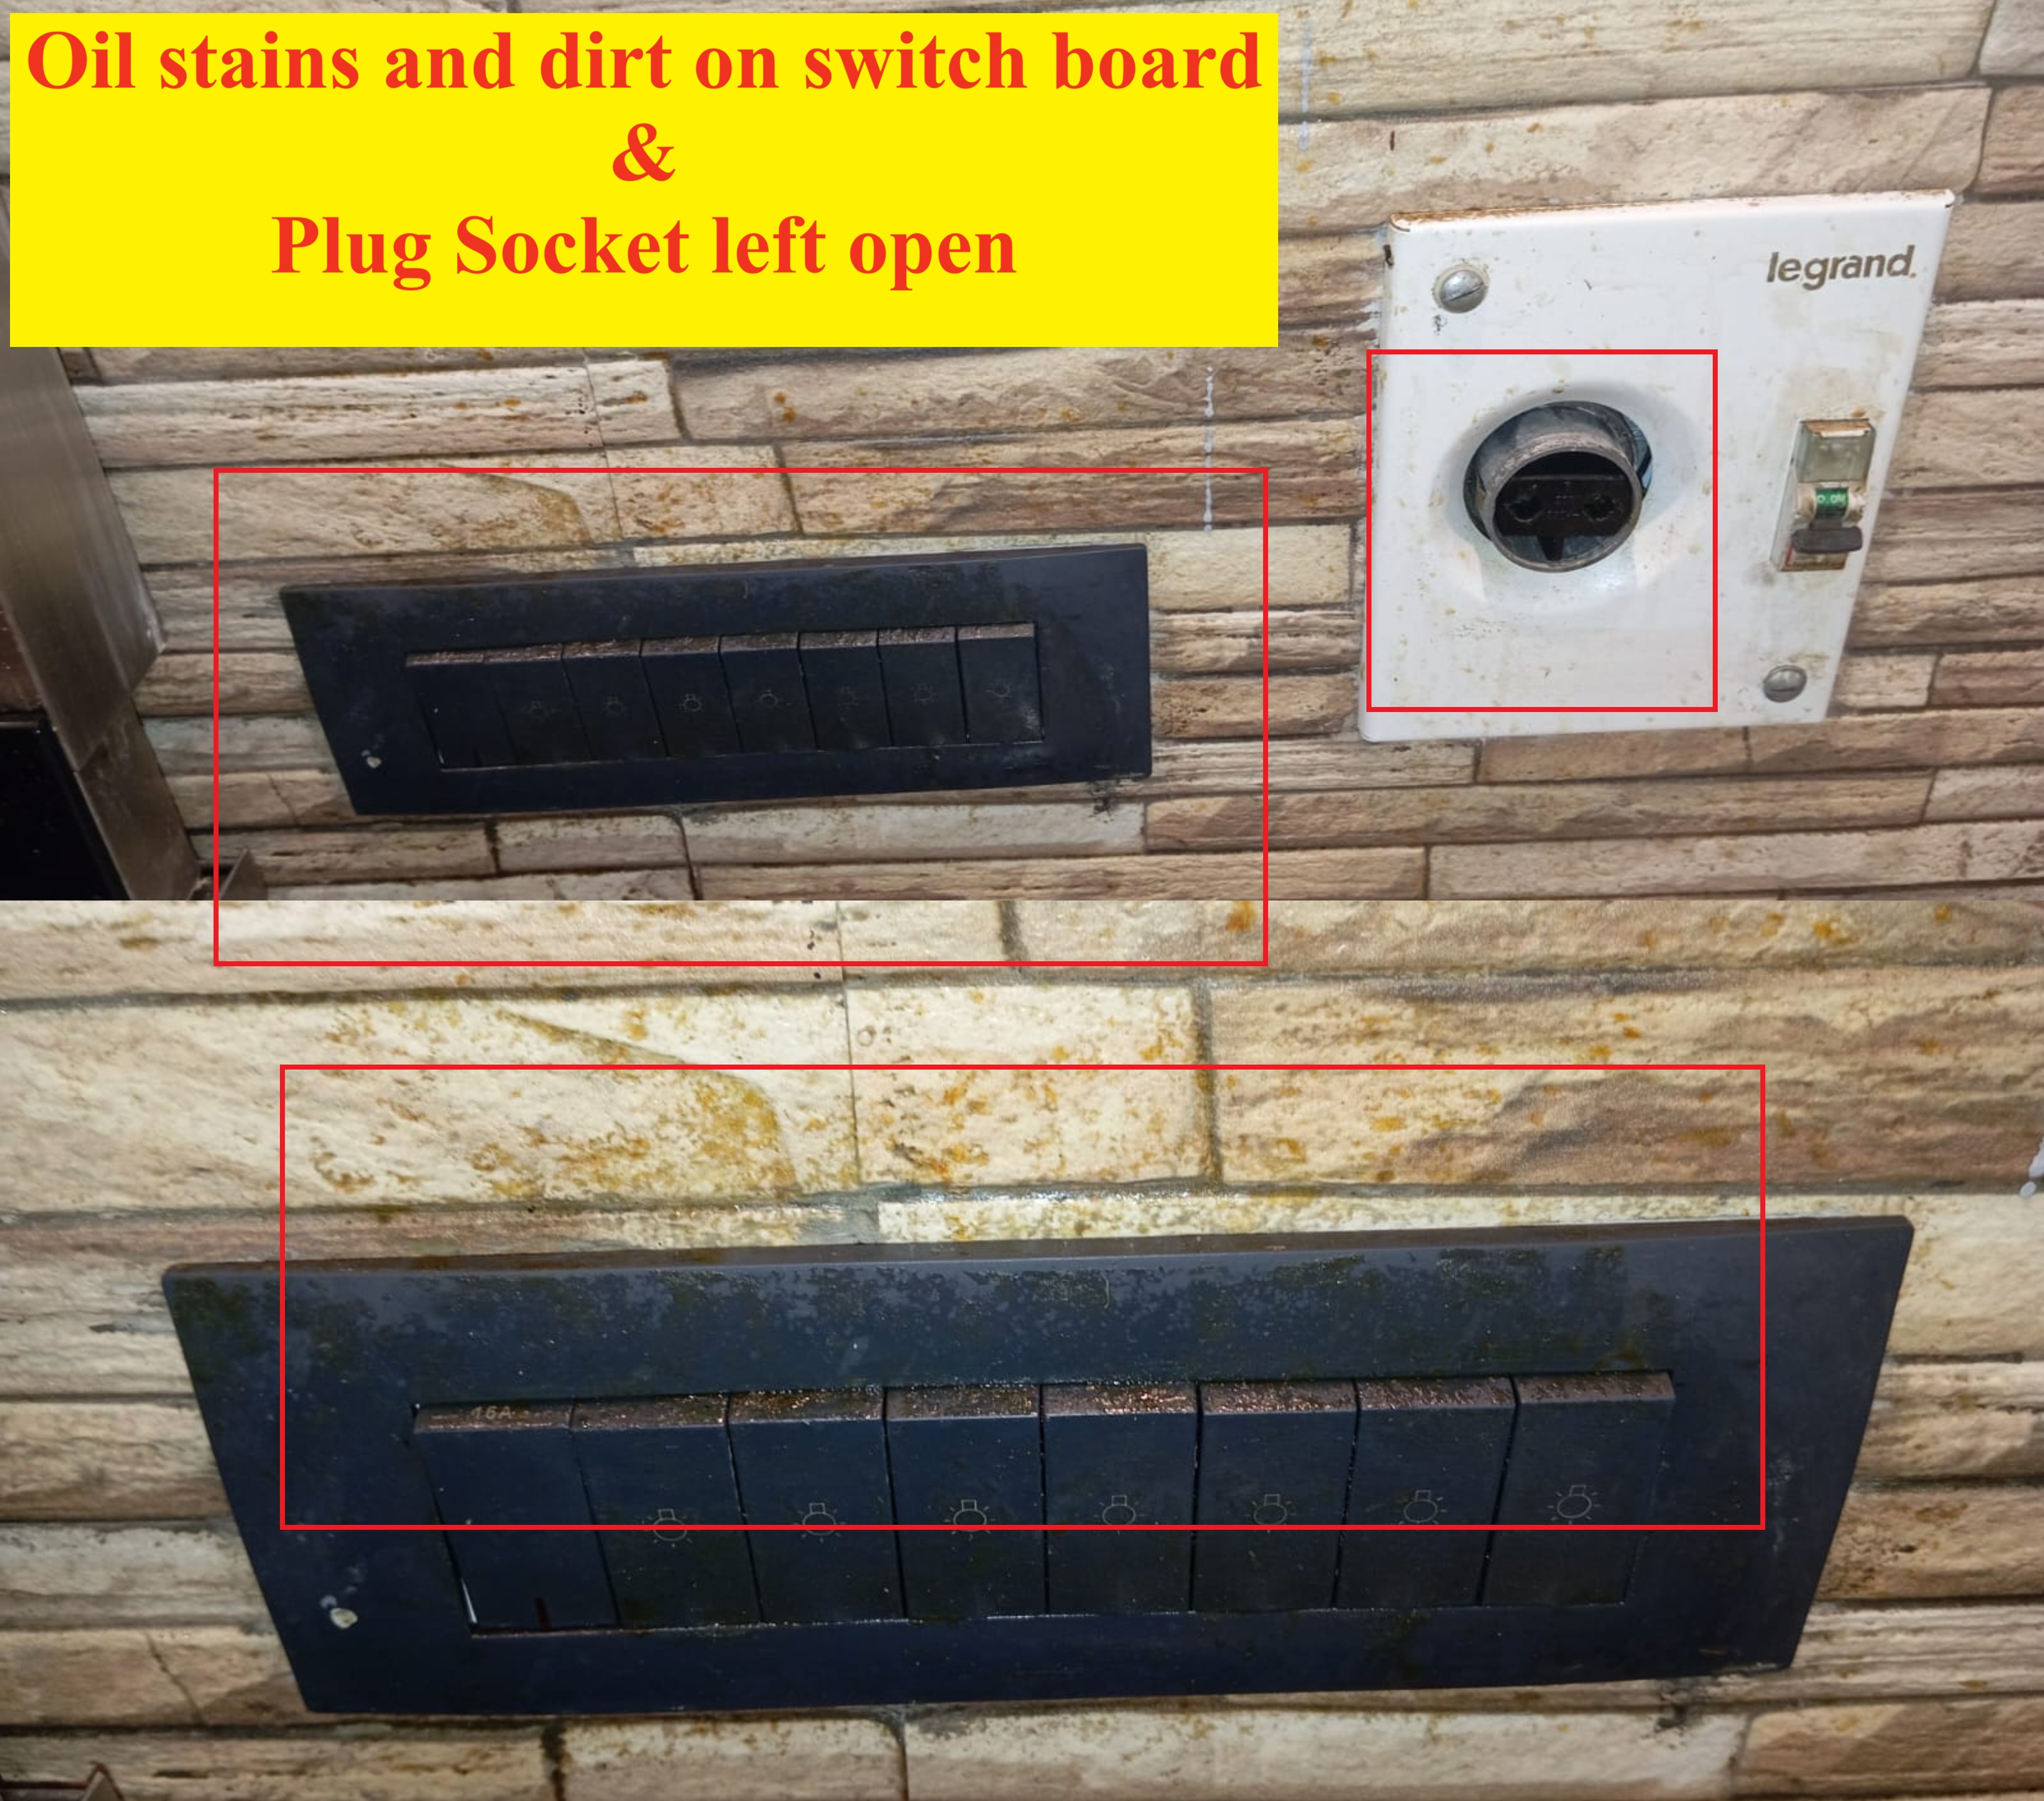 Oil stains and dirt on switch board
&
Plug Socket left open
legrand
16A